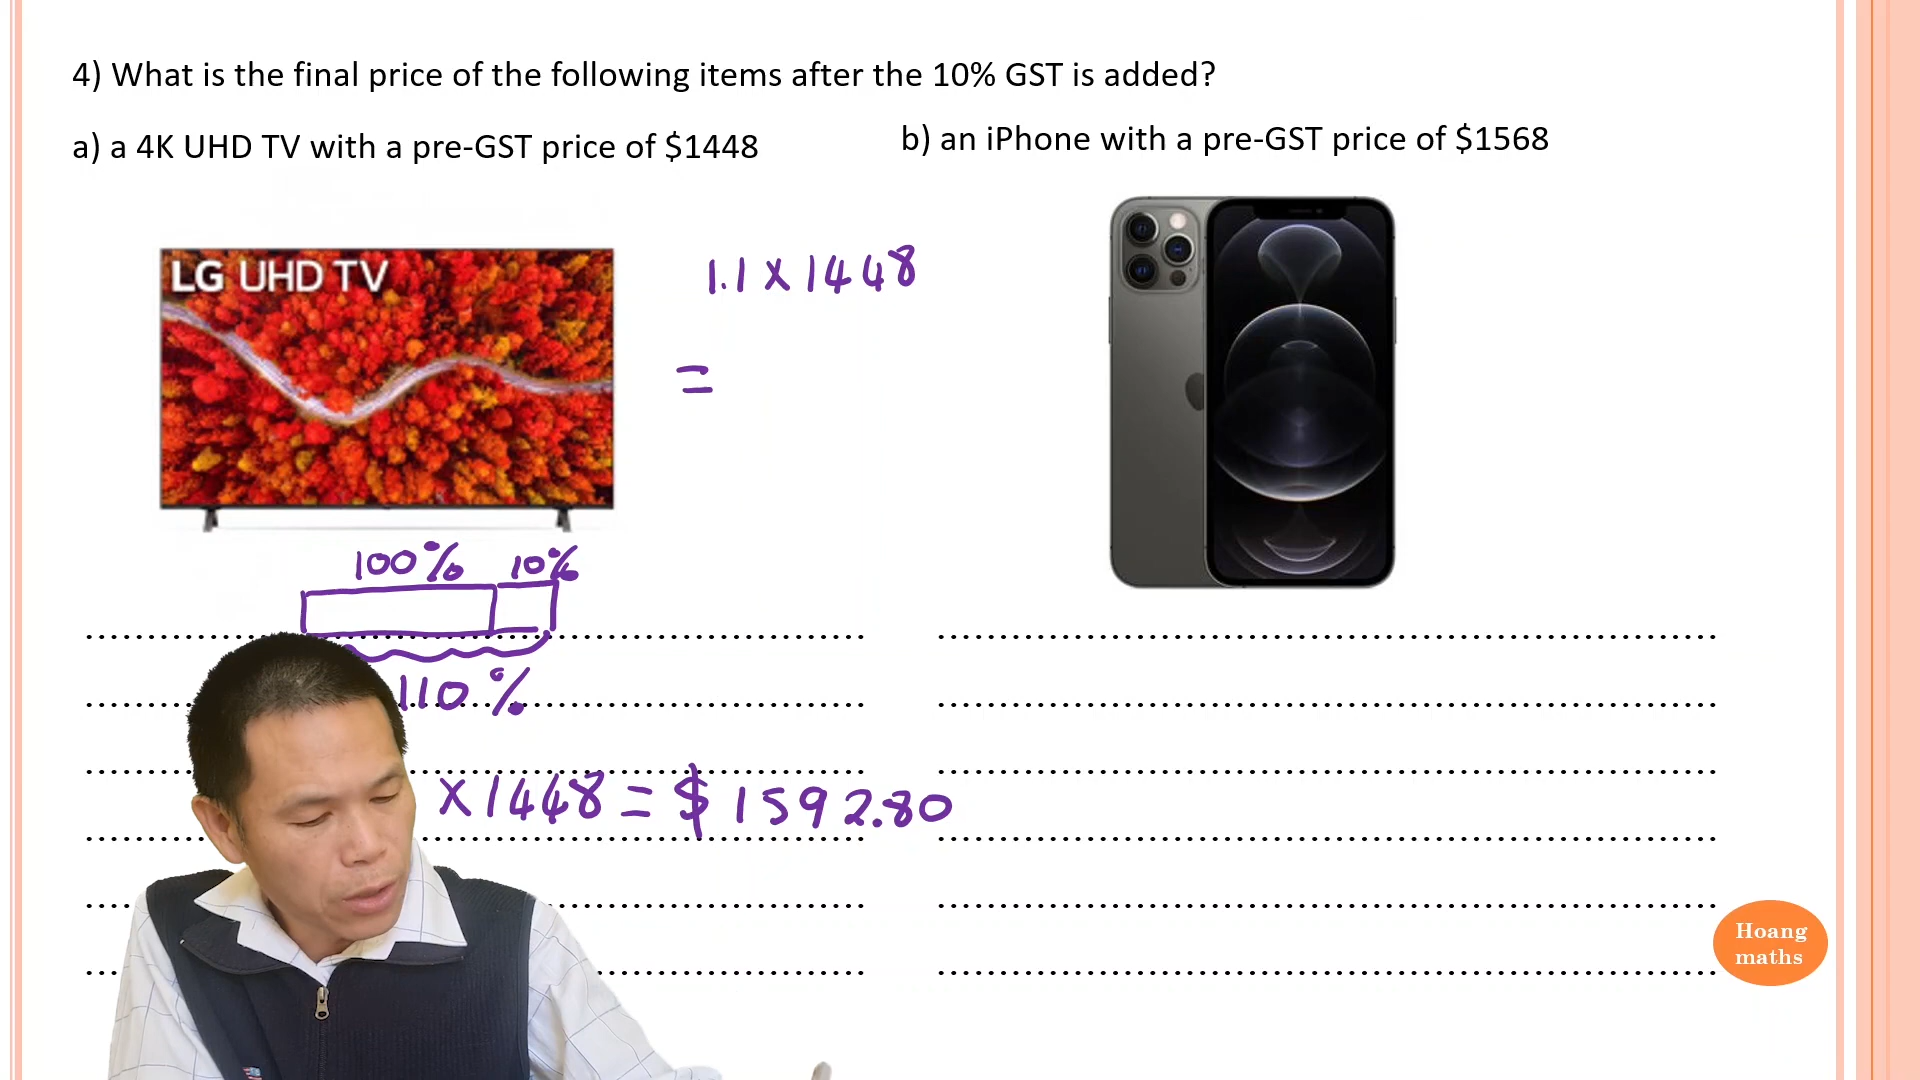 4) What is the final price of the following items after the 10% GST is added?
a) a 4K UHD TV with a pre-GST price of $1448
b) an iPhone with a pre-GST price of $1568
LG UHD TV
1.1 x 1448
=
100% 10%
110%
x 1448 = $1592.80
Hoang
maths